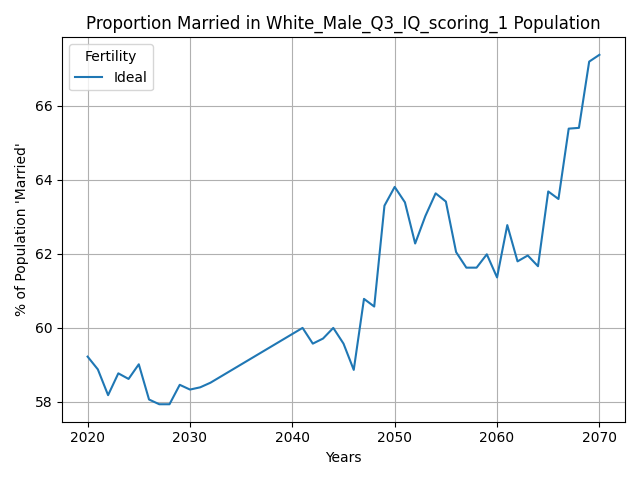 Proportion Married in White_Male_Q3_IQ_scoring_1 Population
Fertility
Ideal
% of Population 'Married'
66
64
62
60
58
2020 2030 2040 2050 2060 2070
Years